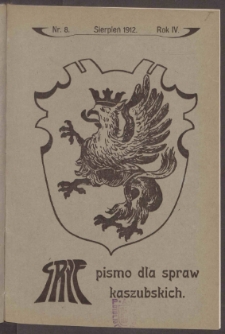 Nr. 8. Sierpień 1912. Rok IV.
GRYF
pismo dla spraw
kaszubskich.